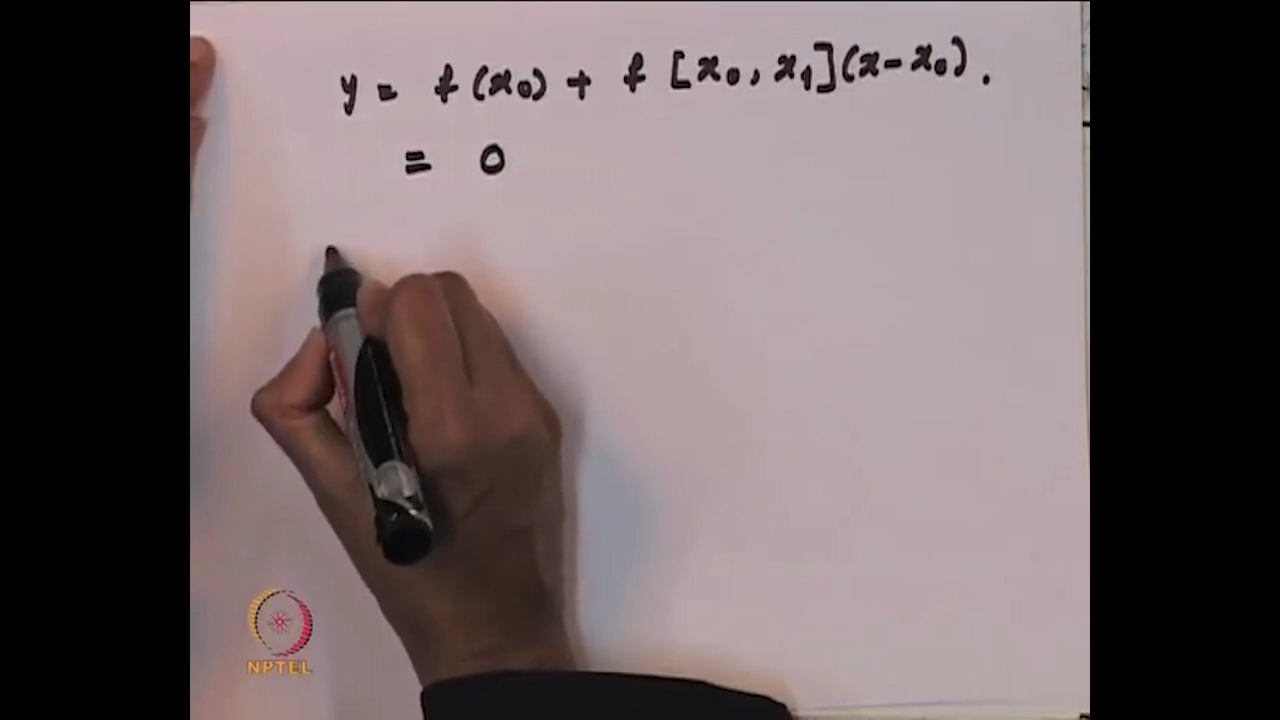 y = f(x₀) + f[x₀, x₁](x-x₀).
= 0
NPTEL